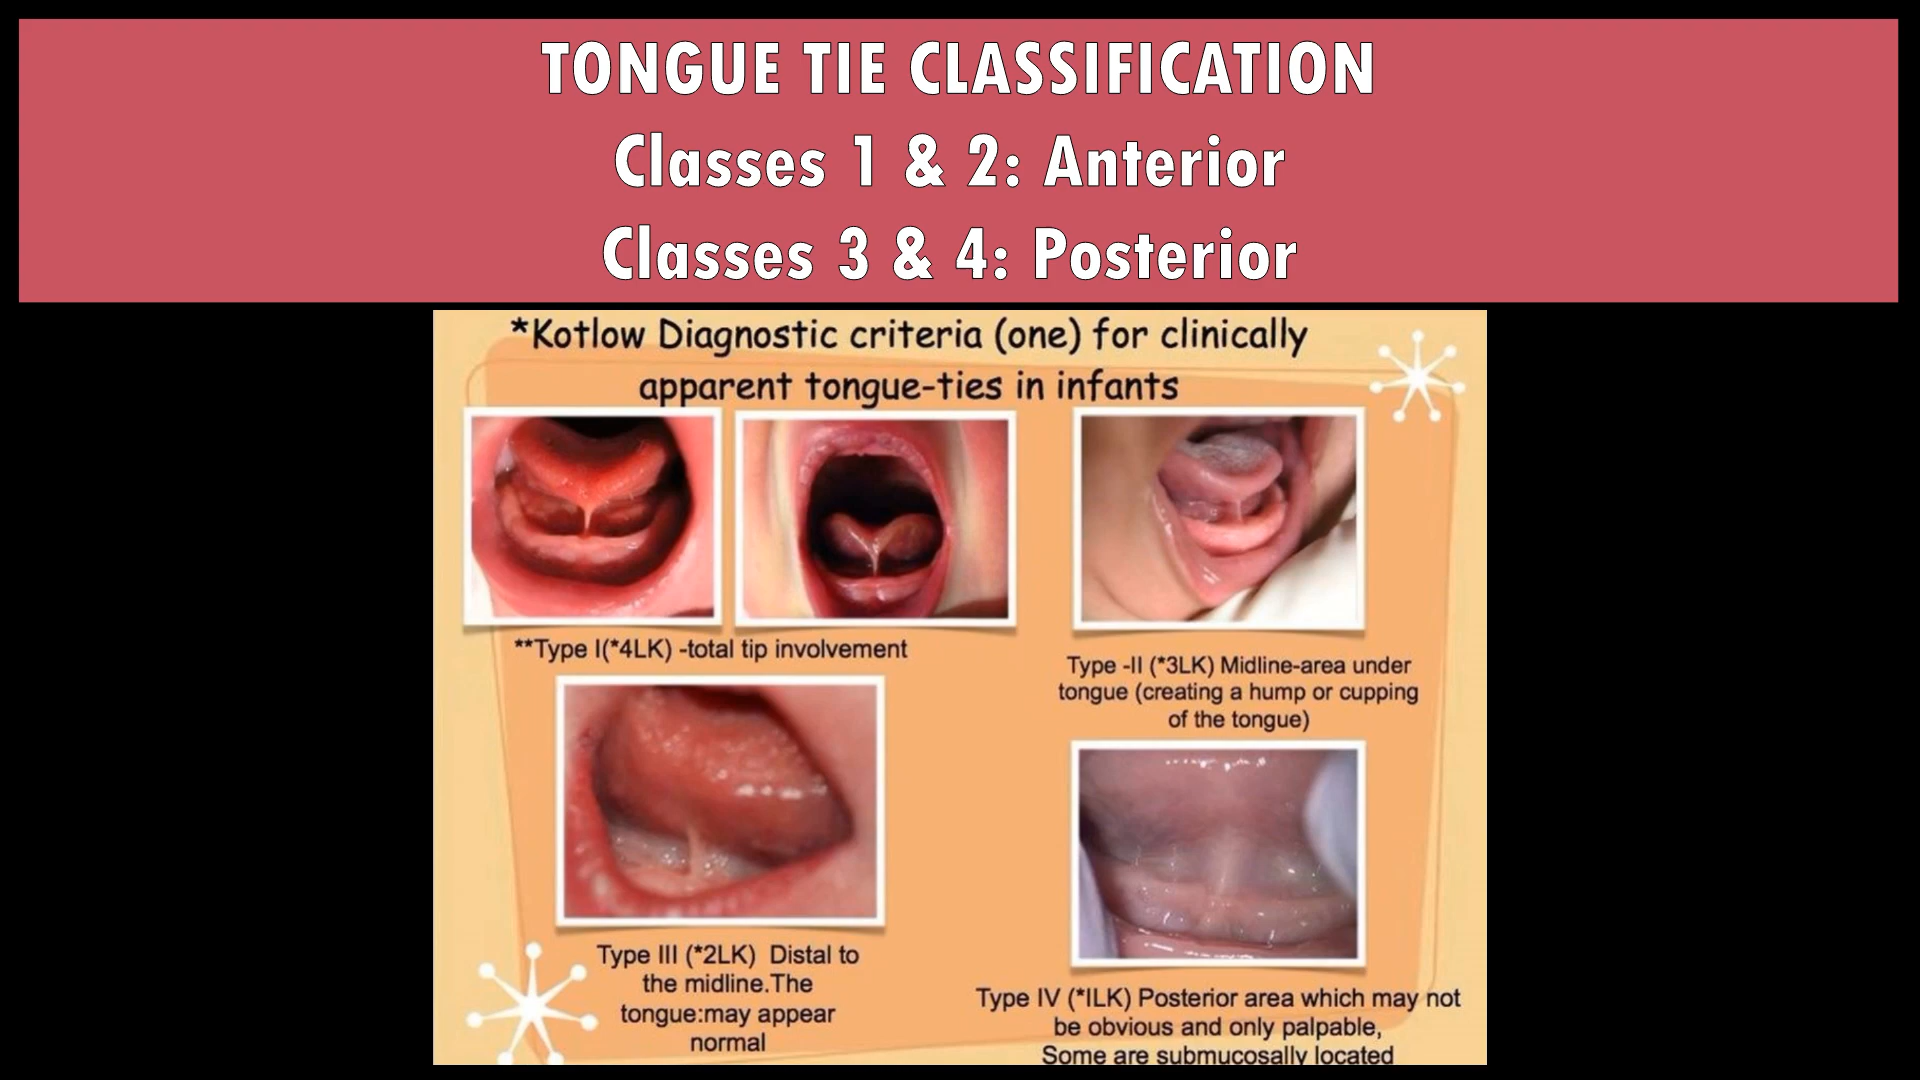 TONGUE TIE CLASSIFICATION
Classes 1 & 2: Anterior
Classes 3 & 4: Posterior
*Kotlow Diagnostic criteria (one) for clinically
apparent tongue-ties in infants
**Type I(*4LK) -total tip involvement
Type -II (*3LK) Midline-area under
tongue (creating a hump or cupping
of the tongue)
Type III (*2LK) Distal to
the midline.The
tongue:may appear
normal
Type IV (*ILK) Posterior area which may not
be obvious and only palpable,
Some are submucosally located